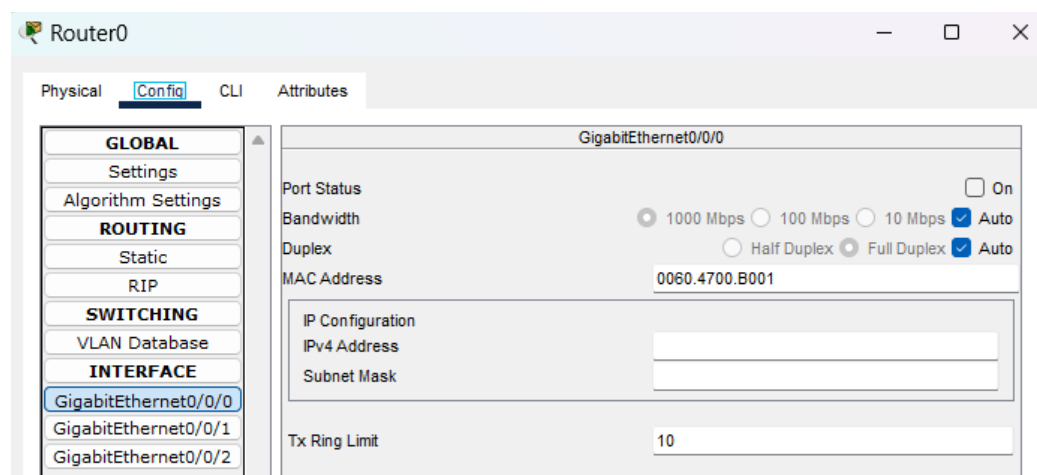 Router0
Physical Config CLI Attributes
GLOBAL
Settings
Algorithm Settings
ROUTING
Static
RIP
SWITCHING
VLAN Database
INTERFACE
GigabitEthernet0/0/0
GigabitEthernet0/0/1
GigabitEthernet0/0/2
GigabitEthernet0/0/0
Port Status On
Bandwidth 1000 Mbps 100 Mbps 10 Mbps Auto
Duplex Half Duplex Full Duplex Auto
MAC Address 0060.4700.B001
IP Configuration
IPv4 Address
Subnet Mask
Tx Ring Limit 10